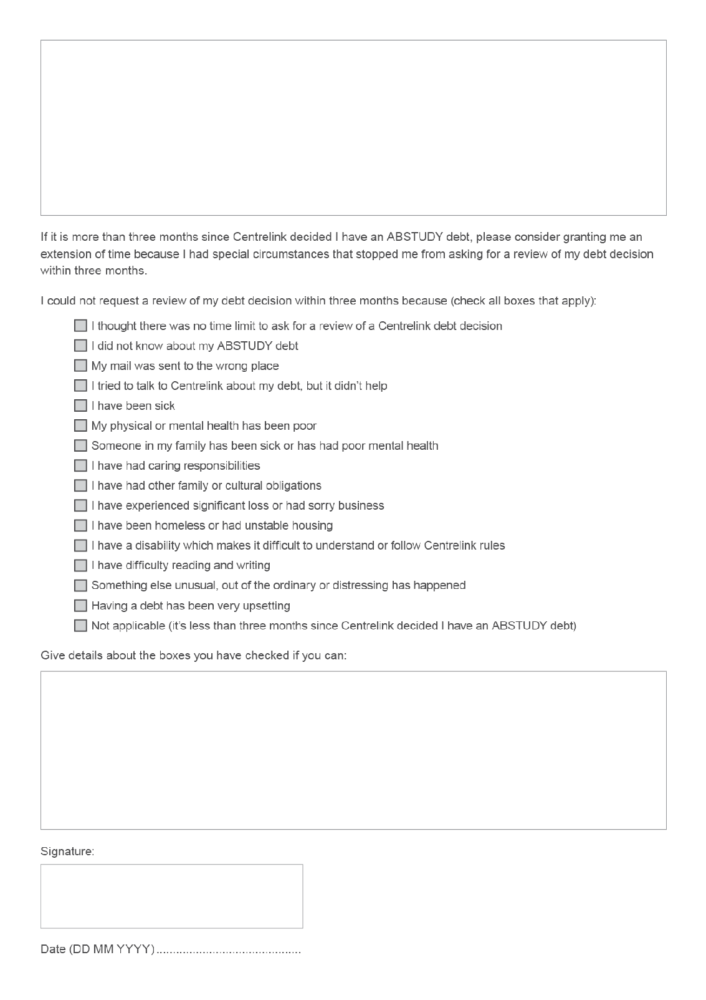 If it is more than three months since Centrelink decided I have an ABSTUDY debt, please consider granting me an
extension of time because I had special circumstances that stopped me from asking for a review of my debt decision
within three months.
I could not request a review of my debt decision within three months because (check all boxes that apply):
I thought there was no time limit to ask for a review of a Centrelink debt decision
I did not know about my ABSTUDY debt
My mail was sent to the wrong place
I tried to talk to Centrelink about my debt, but it didn’t help
I have been sick
My physical or mental health has been poor
Someone in my family has been sick or has had poor mental health
I have had caring responsibilities
I have had other family or cultural obligations
I have experienced significant loss or had sorry business
I have been homeless or had unstable housing
I have a disability which makes it difficult to understand or follow Centrelink rules
I have difficulty reading and writing
Something else unusual, out of the ordinary or distressing has happened
Having a debt has been very upsetting
Not applicable (it’s less than three months since Centrelink decided I have an ABSTUDY debt)
Give details about the boxes you have checked if you can:
Signature:
Date (DD MM YYYY)............................................